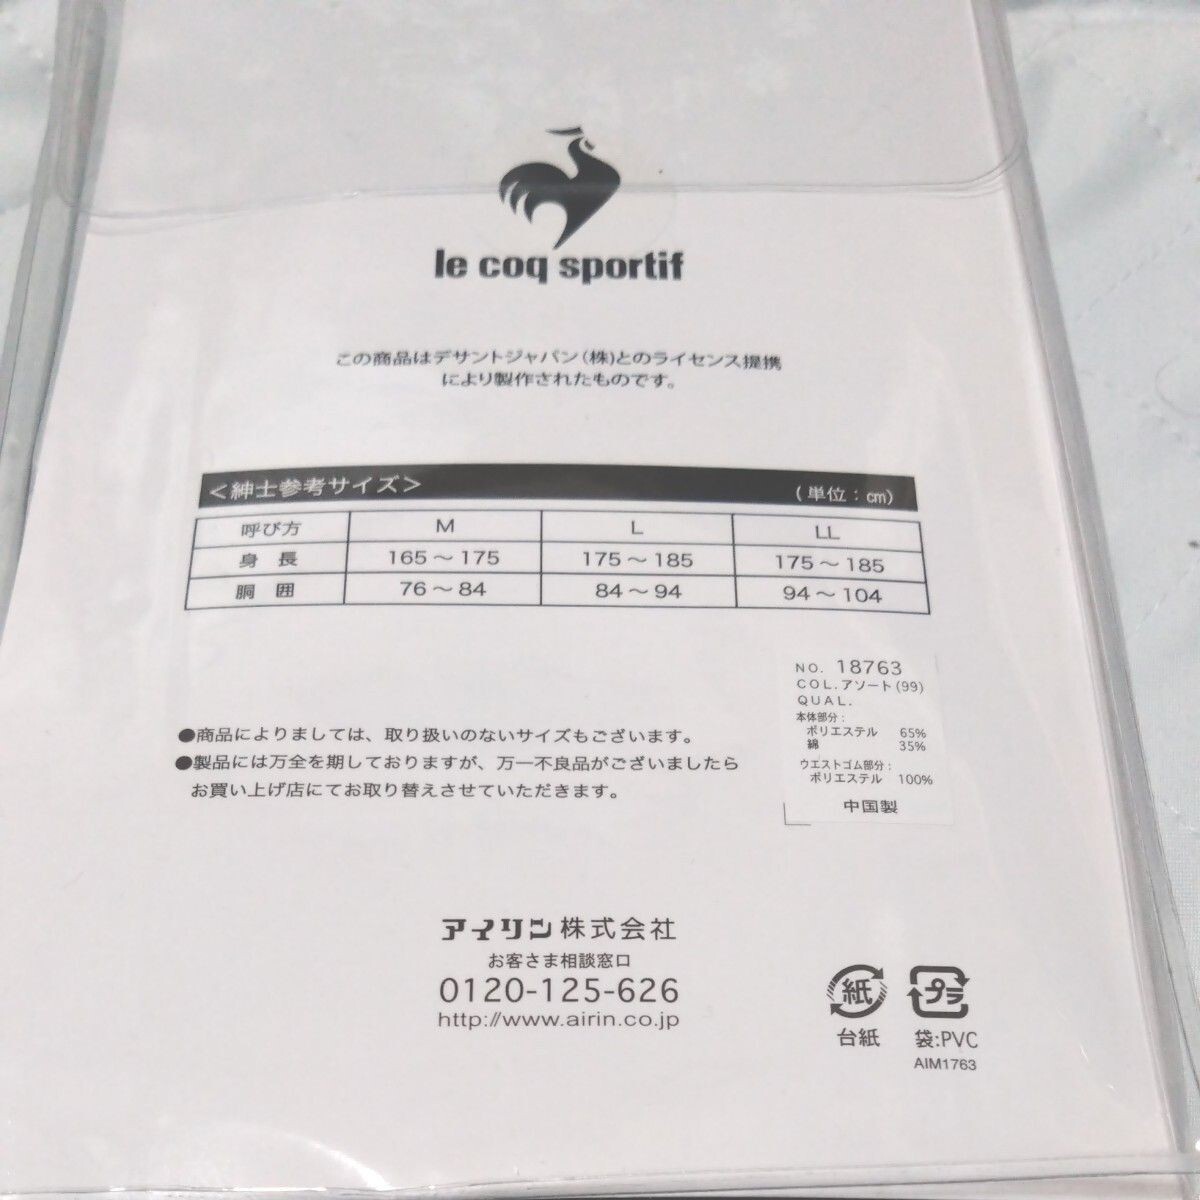 le coq sportif
この商品はデサントジャパン(株)とのライセンス提携
により製作されたものです。
＜紳士参考サイズ＞ (単位：㎝)
呼び方 M L LL
身長 165～175 175～185 175～185
胴囲 76～84 84～94 94～104
NO. 18763
COL.アソート(99)
QUAL.
本体部分：
ポリエステル 65%
綿 35%
ウエストゴム部分：
ポリエステル 100%
中国製
●商品によりましては、取り扱いのないサイズもございます。
●製品には万全を期しておりますが、万一不良品がございましたら
お買い上げ店にてお取り替えさせていただきます。
アイリン株式会社
お客さま相談窓口
0120-125-626
http://www.airin.co.jp
紙 プラ
台紙 袋:PVC
AIM1763